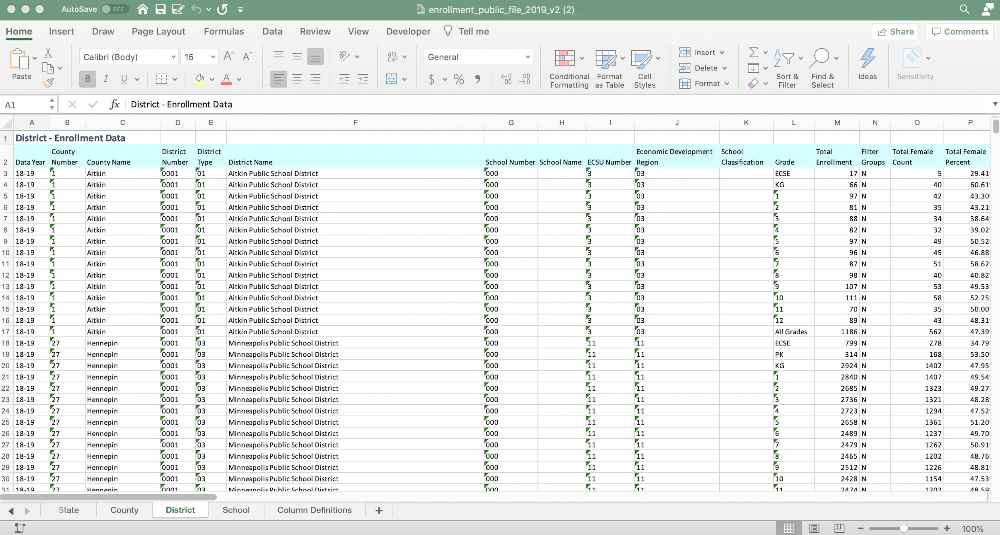 AutoSave OFF enrollment_public_file_2019_v2 (2)
Home Insert Draw Page Layout Formulas Data Review View Developer Tell me Share Comments
Paste Calibri (Body) 15 General Conditional Formatting Format as Table Cell Styles Insert Delete Format Sort & Filter Find & Select Ideas Sensitivity
A1 fx District - Enrollment Data
A B C D E F G H I J K L M N O P
1 District - Enrollment Data
2 Data Year County Number County Name District Number District Type District Name School Number School Name ECSU Number Economic Development Region School Classification Grade Total Enrollment Filter Groups Total Female Count Total Female Percent
3 18-19 1 Aitkin 0001 01 Aitkin Public School District 000 3 03 ECSE 17 N 5 29.41
4 18-19 1 Aitkin 0001 01 Aitkin Public School District 000 3 03 KG 66 N 40 60.61
5 18-19 1 Aitkin 0001 01 Aitkin Public School District 000 3 03 1 97 N 42 43.30
6 18-19 1 Aitkin 0001 01 Aitkin Public School District 000 3 03 2 81 N 35 43.21
7 18-19 1 Aitkin 0001 01 Aitkin Public School District 000 3 03 3 88 N 34 38.64
8 18-19 1 Aitkin 0001 01 Aitkin Public School District 000 3 03 4 82 N 32 39.02
9 18-19 1 Aitkin 0001 01 Aitkin Public School District 000 3 03 5 97 N 49 50.52
10 18-19 1 Aitkin 0001 01 Aitkin Public School District 000 3 03 6 96 N 45 46.88
11 18-19 1 Aitkin 0001 01 Aitkin Public School District 000 3 03 7 87 N 51 58.62
12 18-19 1 Aitkin 0001 01 Aitkin Public School District 000 3 03 8 98 N 40 40.82
13 18-19 1 Aitkin 0001 01 Aitkin Public School District 000 3 03 9 107 N 53 49.53
14 18-19 1 Aitkin 0001 01 Aitkin Public School District 000 3 03 10 111 N 58 52.25
15 18-19 1 Aitkin 0001 01 Aitkin Public School District 000 3 03 11 70 N 35 50.00
16 18-19 1 Aitkin 0001 01 Aitkin Public School District 000 3 03 12 89 N 43 48.31
17 18-19 1 Aitkin 0001 01 Aitkin Public School District 000 3 03 All Grades 1186 N 562 47.39
18 18-19 27 Hennepin 0001 03 Minneapolis Public School District 000 11 11 ECSE 799 N 278 34.79
19 18-19 27 Hennepin 0001 03 Minneapolis Public School District 000 11 11 PK 314 N 168 53.50
20 18-19 27 Hennepin 0001 03 Minneapolis Public School District 000 11 11 KG 2924 N 1402 47.95
21 18-19 27 Hennepin 0001 03 Minneapolis Public School District 000 11 11 1 2840 N 1407 49.54
22 18-19 27 Hennepin 0001 03 Minneapolis Public School District 000 11 11 2 2685 N 1323 49.27
23 18-19 27 Hennepin 0001 03 Minneapolis Public School District 000 11 11 3 2736 N 1321 48.28
24 18-19 27 Hennepin 0001 03 Minneapolis Public School District 000 11 11 4 2723 N 1294 47.52
25 18-19 27 Hennepin 0001 03 Minneapolis Public School District 000 11 11 5 2658 N 1361 51.20
26 18-19 27 Hennepin 0001 03 Minneapolis Public School District 000 11 11 6 2489 N 1237 49.70
27 18-19 27 Hennepin 0001 03 Minneapolis Public School District 000 11 11 7 2479 N 1262 50.91
28 18-19 27 Hennepin 0001 03 Minneapolis Public School District 000 11 11 8 2465 N 1202 48.76
29 18-19 27 Hennepin 0001 03 Minneapolis Public School District 000 11 11 9 2512 N 1226 48.81
30 18-19 27 Hennepin 0001 03 Minneapolis Public School District 000 11 11 10 2428 N 1154 47.53
31 18-19 27 Hennepin 0001 03 Minneapolis Public School District 000 11 11 11 2474 N 1202 48.59
State County District School Column Definitions +
100%